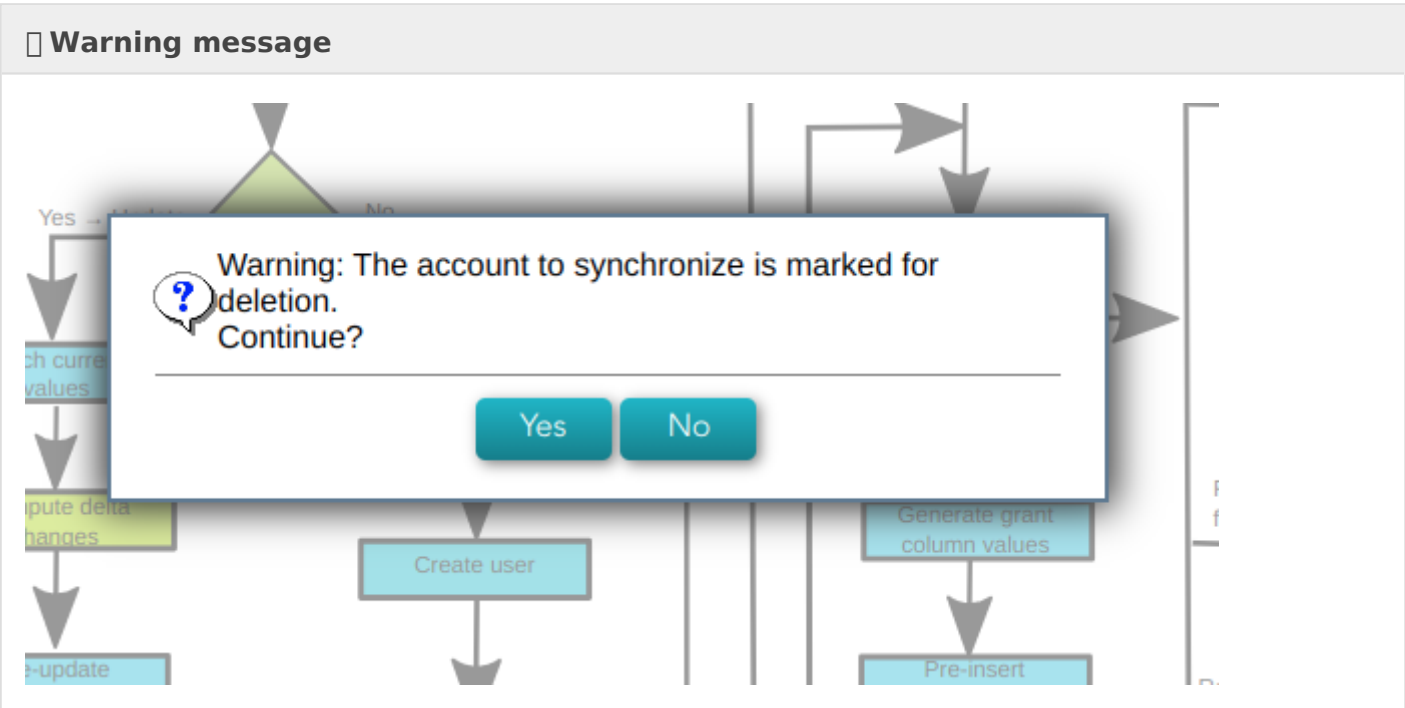 Warning message
Yes →
No
Warning: The account to synchronize is marked for
deletion.
Continue?
Yes No
values
Generate grant
column values
Create user
Pre-insert